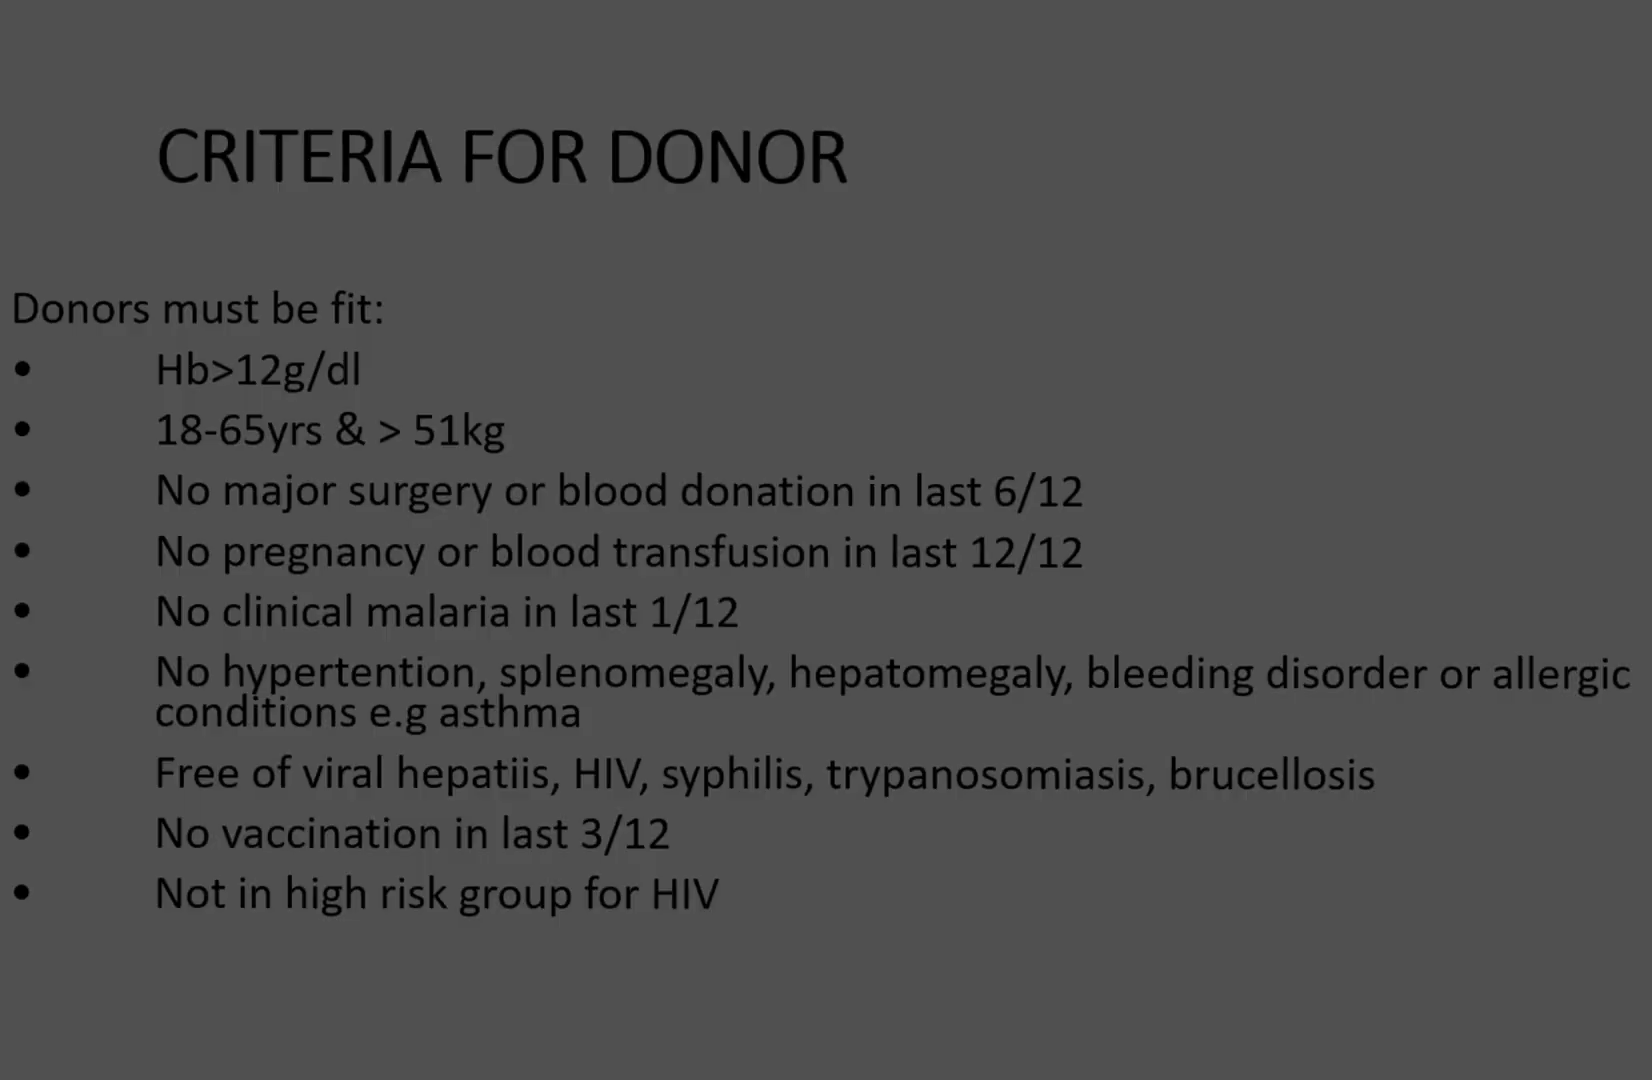 CRITERIA FOR DONOR
Donors must be fit:
• Hb>12g/dl
• 18-65yrs & > 51kg
• No major surgery or blood donation in last 6/12
• No pregnancy or blood transfusion in last 12/12
• No clinical malaria in last 1/12
• No hypertention, splenomegaly, hepatomegaly, bleeding disorder or allergic
conditions e.g asthma
• Free of viral hepatiis, HIV, syphilis, trypanosomiasis, brucellosis
• No vaccination in last 3/12
• Not in high risk group for HIV